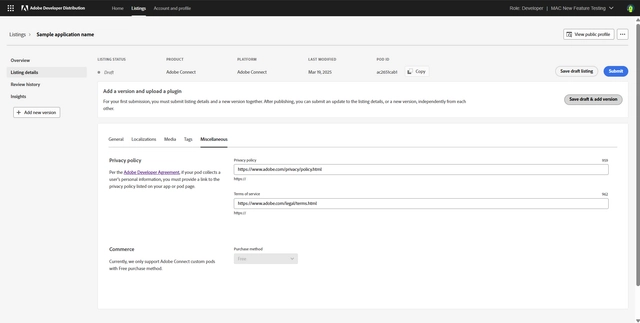 Adobe Developer Distribution
Home
Listings
Account and profile
Role: Developer | MAC New Feature Testing
Listings
Sample application name
View public profile
Overview
Listing details
Review history
Insights
Add new version
LISTING STATUS
PRODUCT
PLATFORM
LAST MODIFIED
POD ID
Draft
Adobe Connect
Adobe Connect
Mar 19, 2025
Copy
Save draft listing
Submit
Add a version and upload a plugin
For your first submission, you must submit listing details and a new version together. After publishing, you can submit an update to the listing details, or a new version, independently from each
other.
Save draft & add version
General
Localizations
Media
Tags
Miscellaneous
Privacy policy
Per the Adobe Developer Agreement, if your pod collects a
user's personal information, you must provide a link to the
privacy policy listed on your app or pod page.
Privacy policy
https://www.adobe.com/privacy/policy.html
https://
Terms of service
962
https://www.adobe.com/legal/terms.html
https://
Commerce
Currently, we only support Adobe Connect custom pods
with Free purchase method
Purchase method
Free